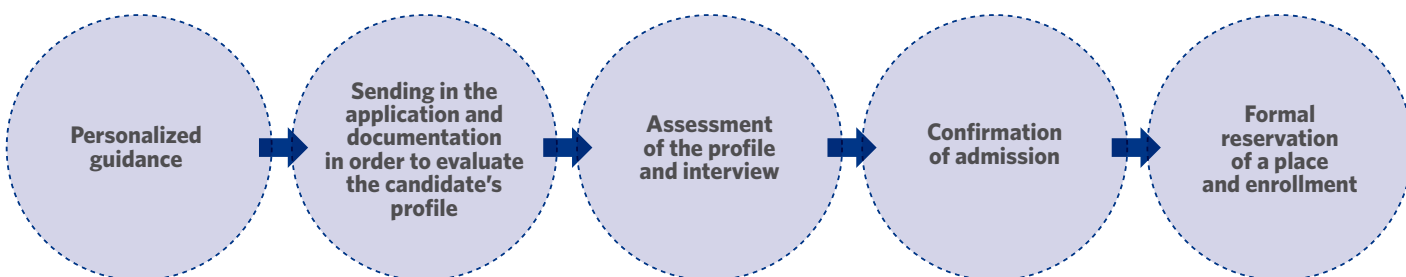 Personalized
guidance
Sending in the
application and
documentation
in order to evaluate
the candidate’s
profile
Assessment
of the profile
and interview
Confirmation
of admission
Formal
reservation
of a place
and enrollment